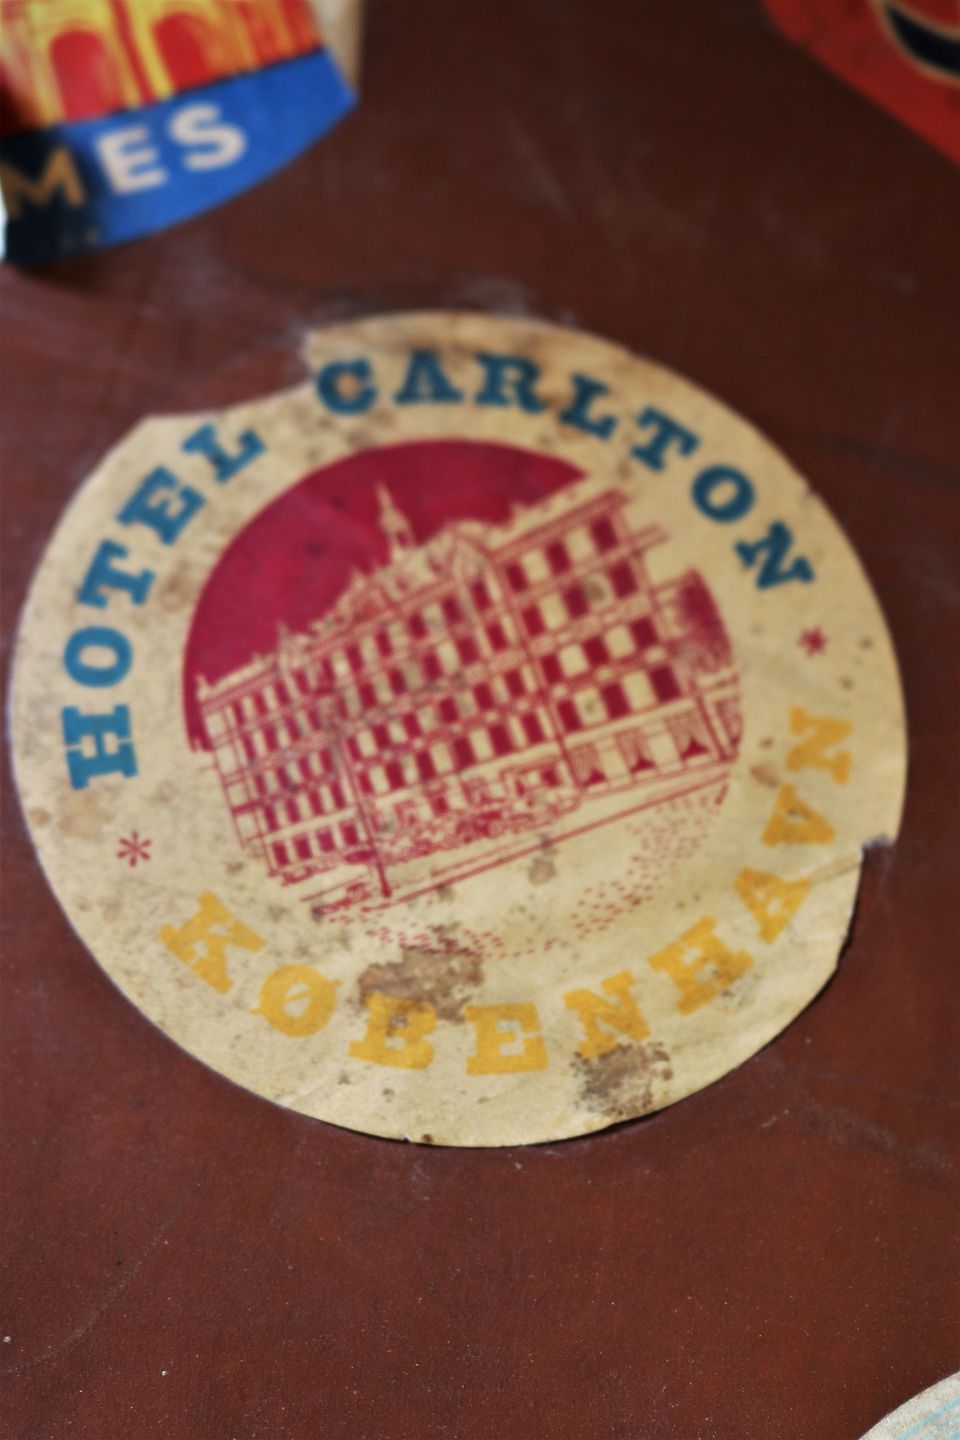 MES
HOTEL CARLTON
* KØBENHAVN *